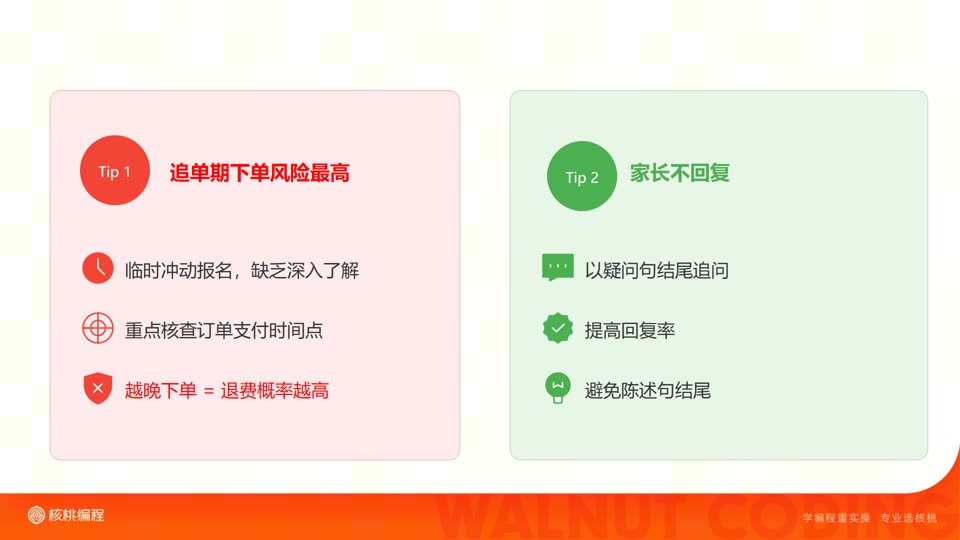 Tip 1
追单期下单风险最高
临时冲动报名，缺乏深入了解
重点核查订单支付时间点
越晚下单 = 退费概率越高
Tip 2
家长不回复
以疑问句结尾追问
提高回复率
避免陈述句结尾
核桃编程
WALNUT CODING
学编程重实操 专业选核桃